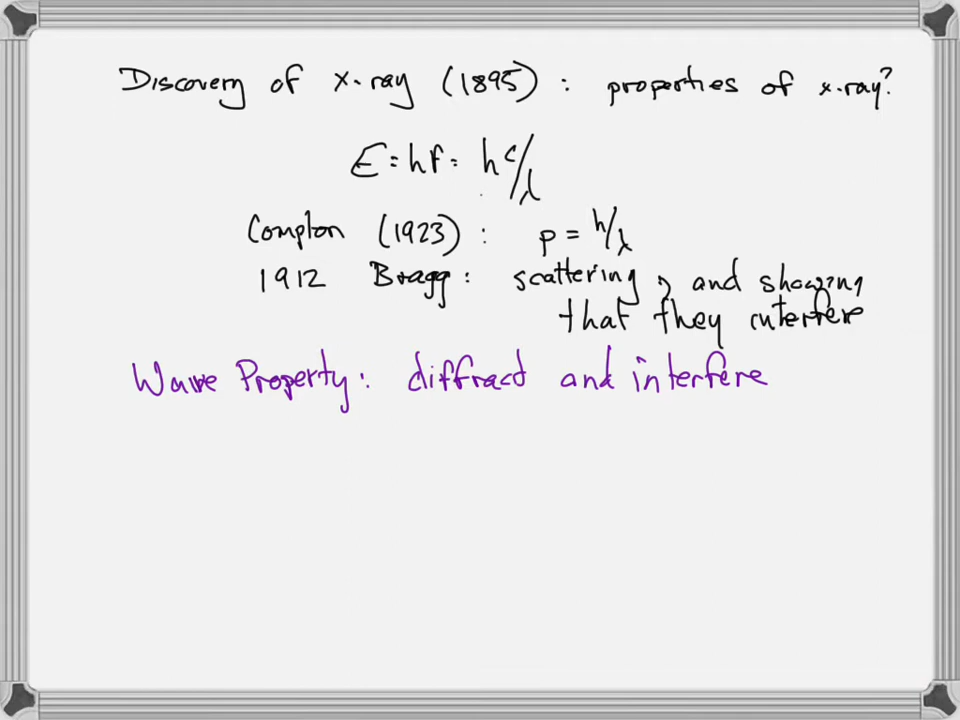 Discovery of x-ray (1895) : properties of x-ray?
E = hf = hc/λ
Compton (1923) : p = h/λ
1912 Bragg: scattering, and showing
that they interfere
Wave Property: diffract and interfere